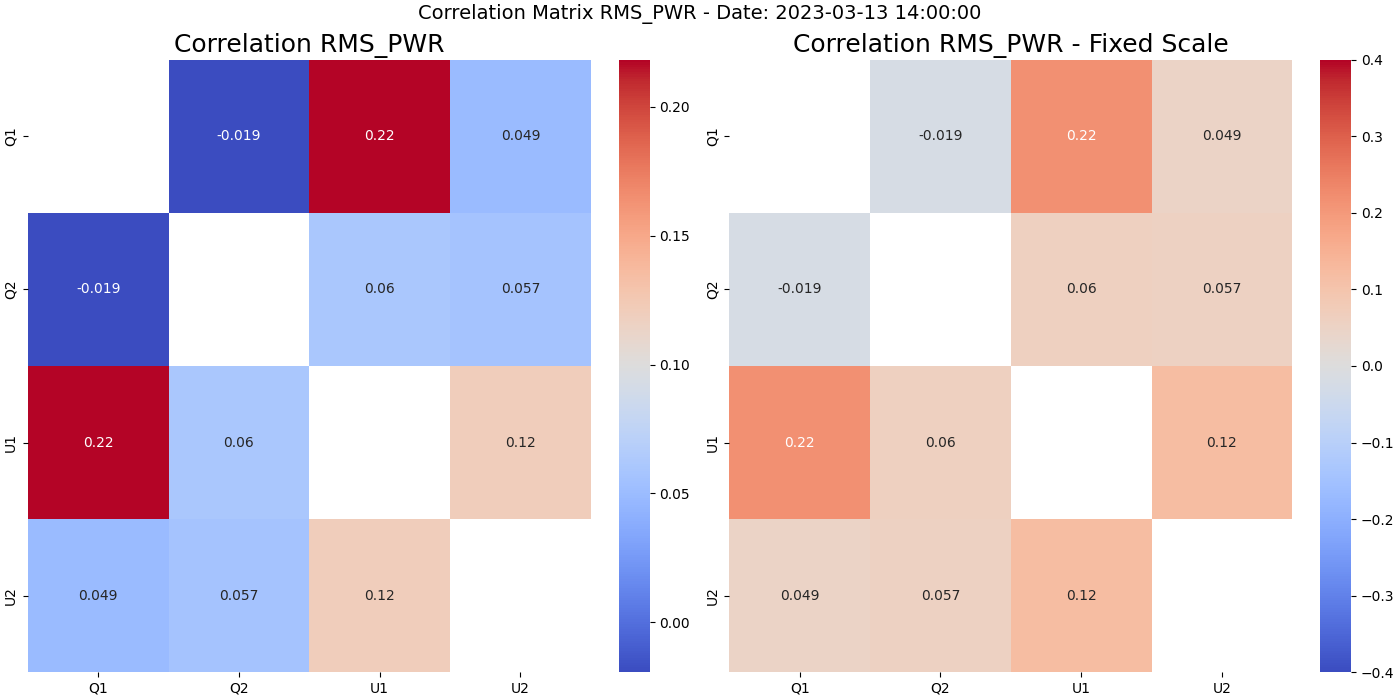 Correlation Matrix RMS_PWR - Date: 2023-03-13 14:00:00
Correlation RMS_PWR
Q1
-0.019
0.22
0.049
Q2
-0.019
0.06
0.057
U1
0.22
0.06
0.12
U2
0.049
0.057
0.12
Q1
Q2
U1
U2
0.20
0.15
0.10
0.05
0.00
Correlation RMS_PWR - Fixed Scale
Q1
-0.019
0.22
0.049
Q2
-0.019
0.06
0.057
U1
0.22
0.06
0.12
U2
0.049
0.057
0.12
Q1
Q2
U1
U2
0.4
0.3
0.2
0.1
0.0
−0.1
−0.2
−0.3
−0.4